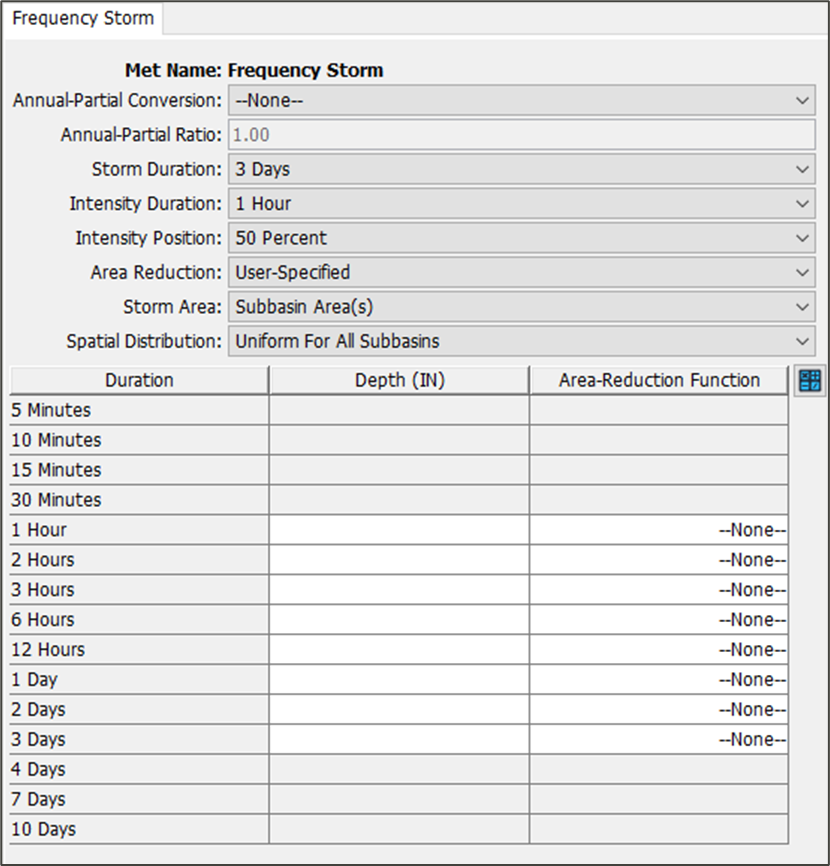 Frequency Storm
Met Name: Frequency Storm
Annual-Partial Conversion: --None--
Annual-Partial Ratio: 1.00
Storm Duration: 3 Days
Intensity Duration: 1 Hour
Intensity Position: 50 Percent
Area Reduction: User-Specified
Storm Area: Subbasin Area(s)
Spatial Distribution: Uniform For All Subbasins
Duration Depth (IN) Area-Reduction Function
5 Minutes
10 Minutes
15 Minutes
30 Minutes
1 Hour --None--
2 Hours --None--
3 Hours --None--
6 Hours --None--
12 Hours --None--
1 Day --None--
2 Days --None--
3 Days --None--
4 Days
7 Days
10 Days